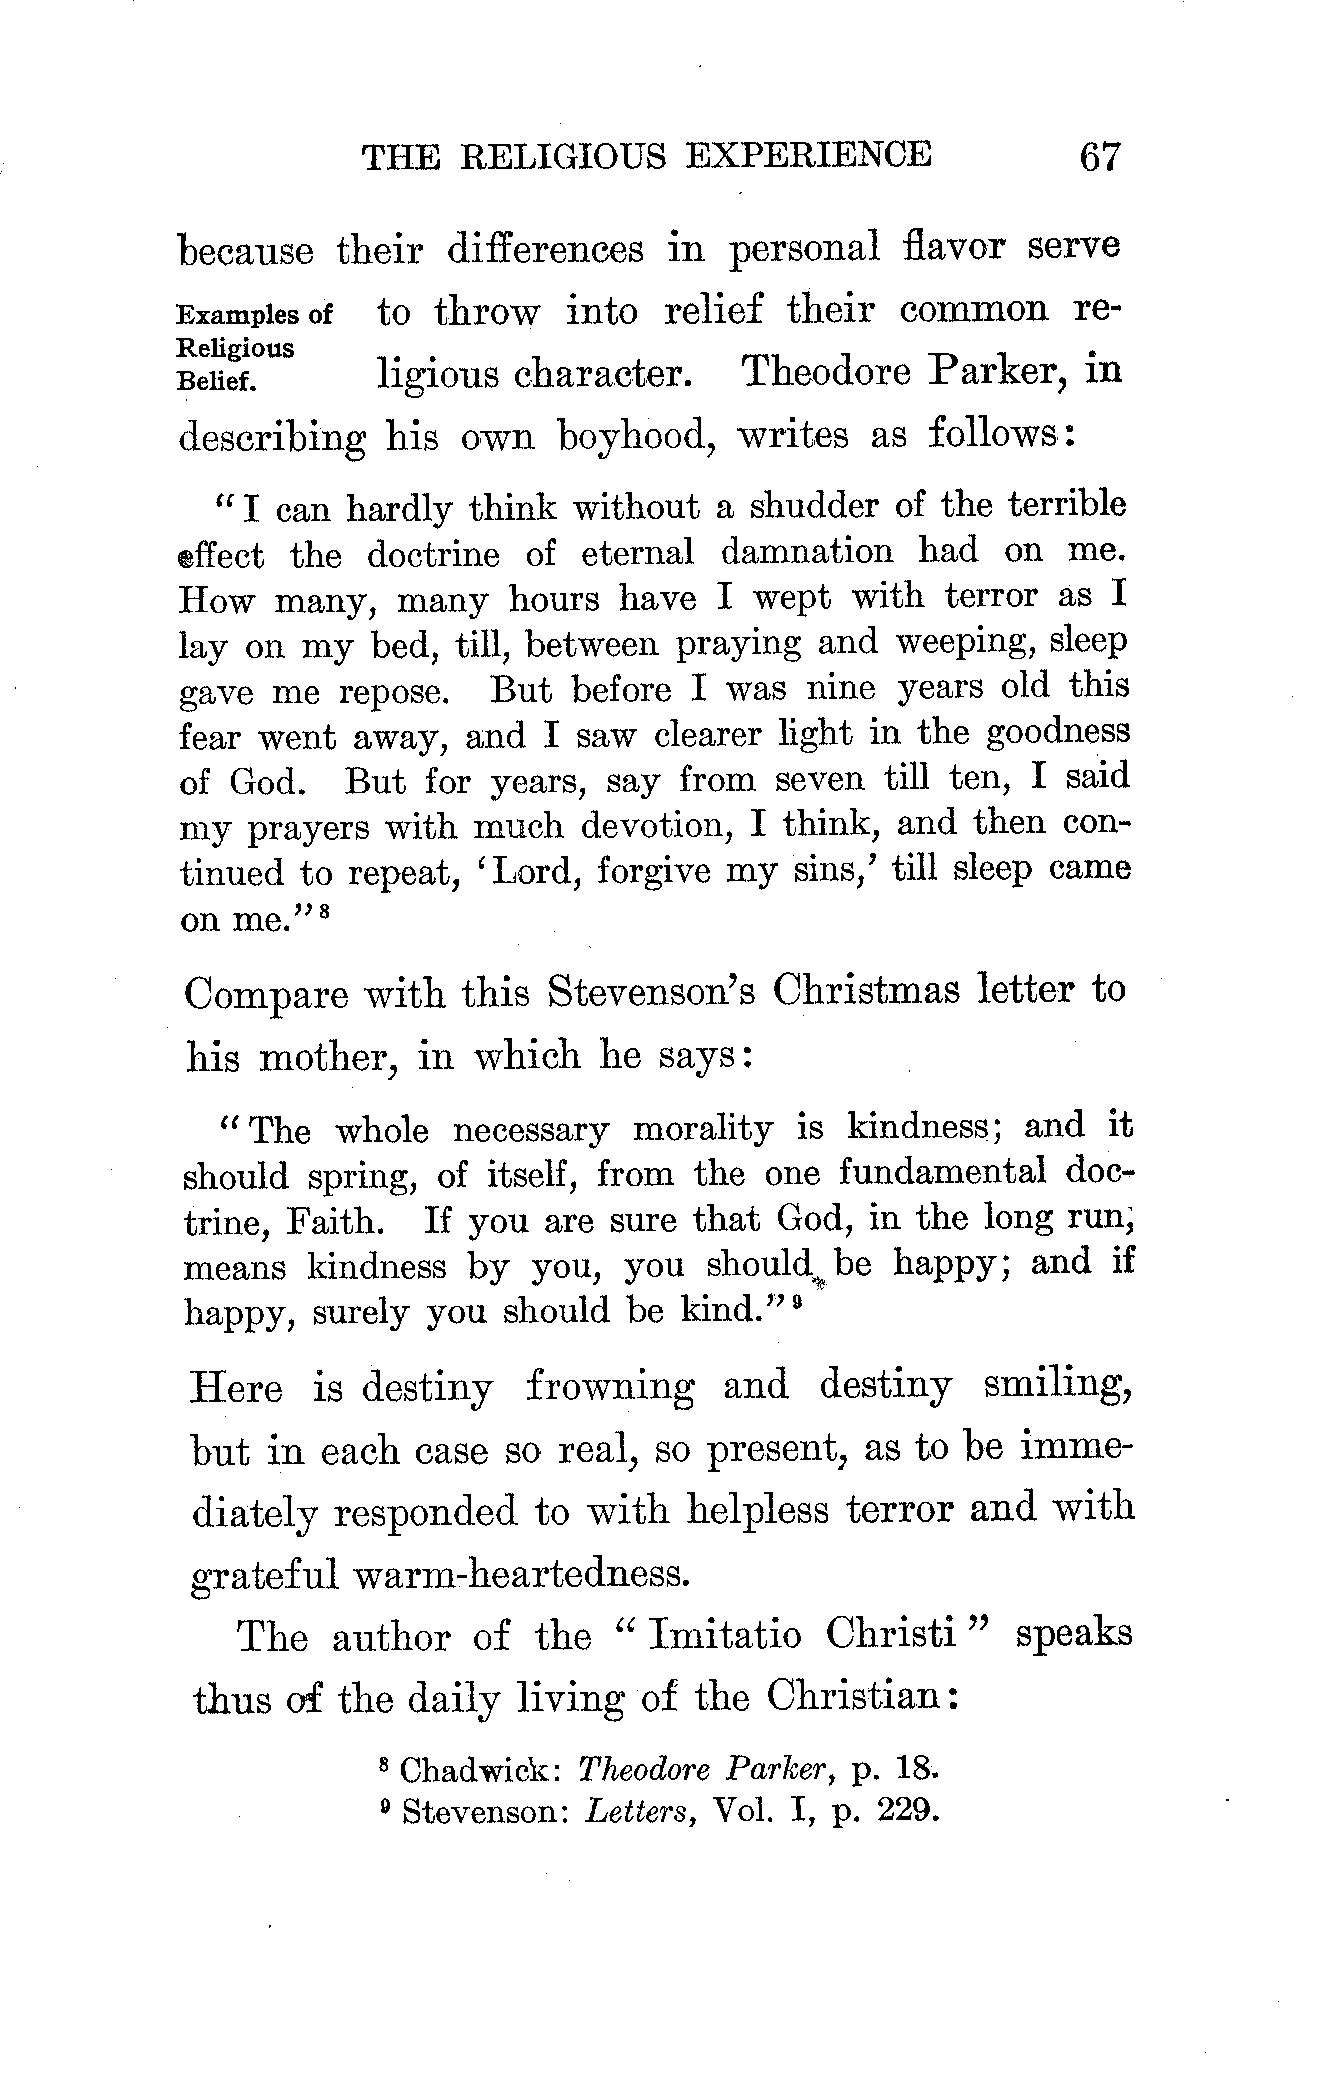 THE RELIGIOUS EXPERIENCE 67
because their differences in personal flavor serve
Examples of Religious Belief.
to throw into relief their common re-
ligious character. Theodore Parker, in
describing his own boyhood, writes as follows:
"I can hardly think without a shudder of the terrible
effect the doctrine of eternal damnation had on me.
How many, many hours have I wept with terror as I
lay on my bed, till, between praying and weeping, sleep
gave me repose. But before I was nine years old this
fear went away, and I saw clearer light in the goodness
of God. But for years, say from seven till ten, I said
my prayers with much devotion, I think, and then con-
tinued to repeat, 'Lord, forgive my sins,' till sleep came
on me."⁸
Compare with this Stevenson's Christmas letter to
his mother, in which he says:
"The whole necessary morality is kindness; and it
should spring, of itself, from the one fundamental doc-
trine, Faith. If you are sure that God, in the long run,
means kindness by you, you should be happy; and if
happy, surely you should be kind."⁹
Here is destiny frowning and destiny smiling,
but in each case so real, so present, as to be imme-
diately responded to with helpless terror and with
grateful warm-heartedness.
The author of the "Imitatio Christi" speaks
thus of the daily living of the Christian:
⁸ Chadwick: Theodore Parker, p. 18.
⁹ Stevenson: Letters, Vol. I, p. 229.